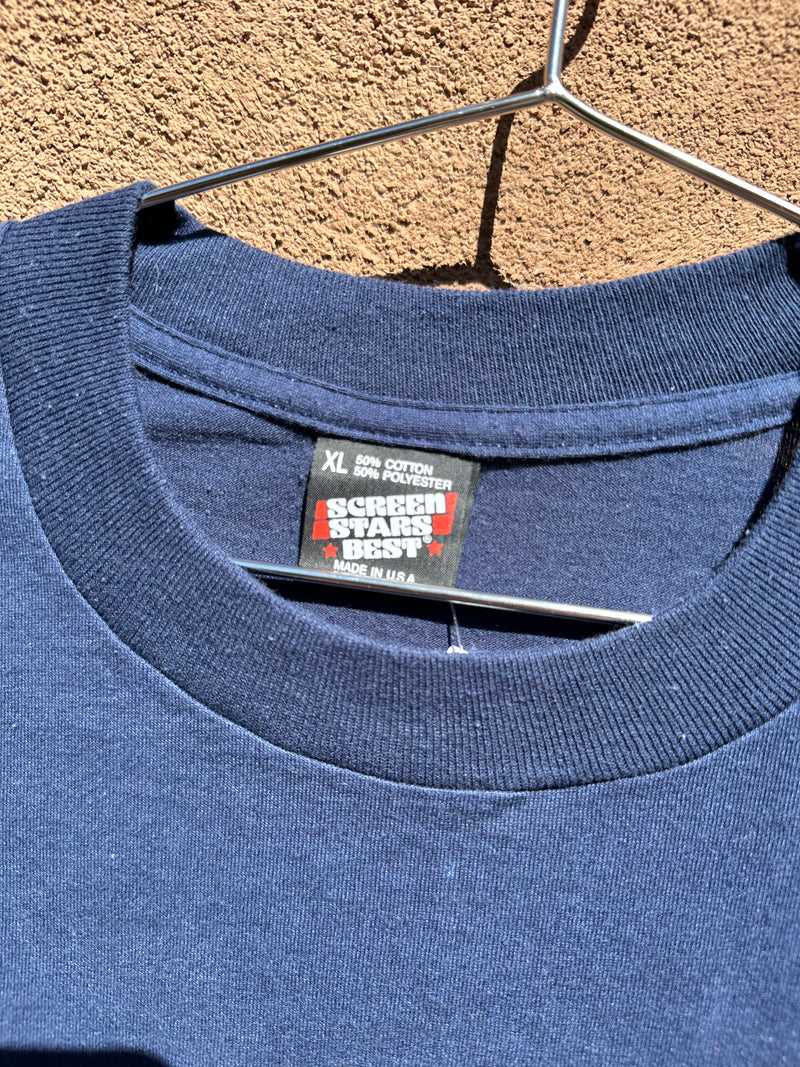 XL 50% COTTON
50% POLYESTER
SCREEN
STARS
BEST®
MADE IN U.S.A